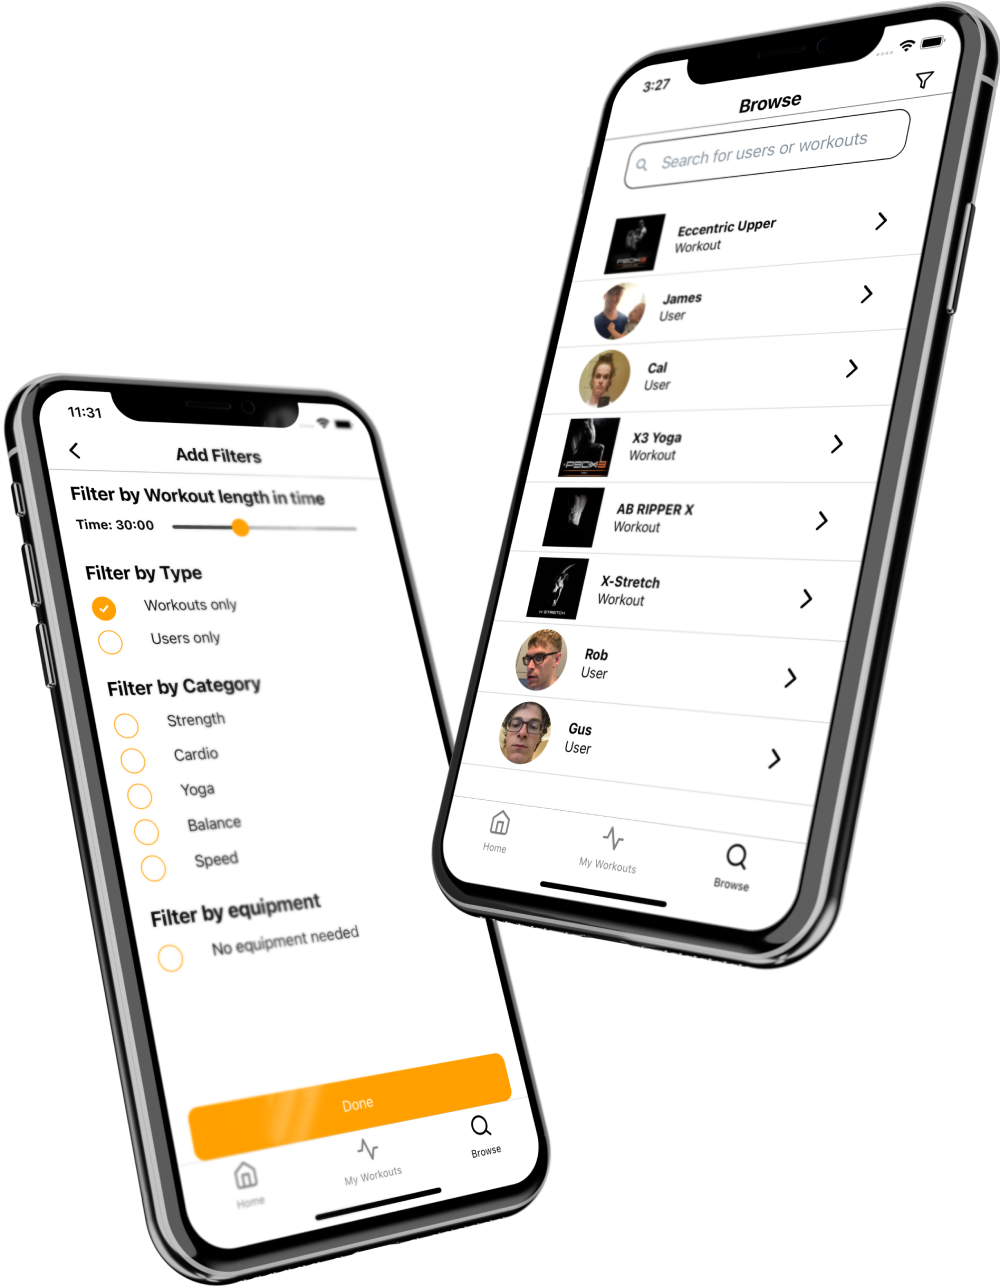 3:27
Browse
Search for users or workouts
Eccentric Upper
Workout
James
User
Cal
User
X3 Yoga
Workout
P90X3
AB RIPPER X
Workout
X-Stretch
Workout
X STRETCH
Rob
User
Gus
User
Home
My Workouts
Browse
11:31
Add Filters
Filter by Workout length in time
Time: 30:00
Filter by Type
Workouts only
Users only
Filter by Category
Strength
Cardio
Yoga
Balance
Speed
Filter by equipment
No equipment needed
Done
Home
My Workouts
Browse